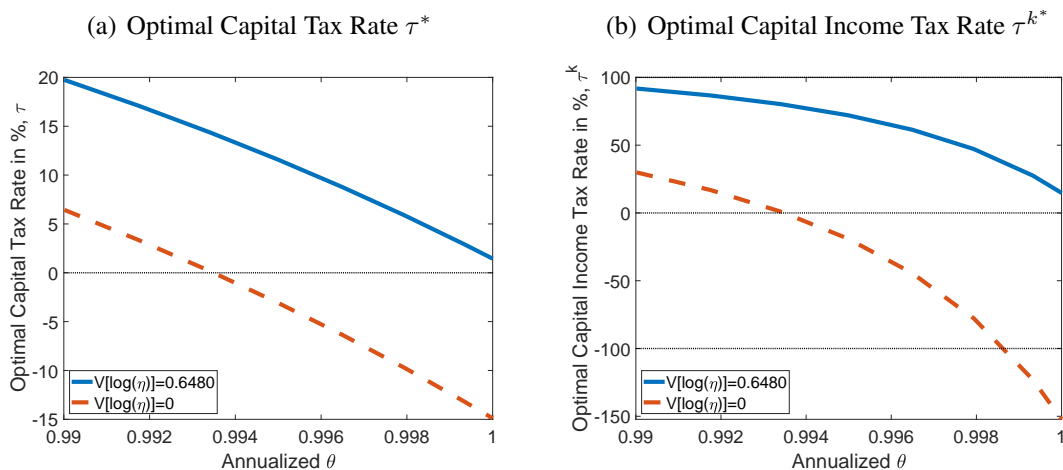 (a) Optimal Capital Tax Rate τ*
(b) Optimal Capital Income Tax Rate τ^k*
Optimal Capital Tax Rate in %, τ
20
15
10
5
0
-5
-10
-15
V[log(η)]=0.6480
V[log(η)]=0
0.99 0.992 0.994 0.996 0.998 1
Annualized θ
Optimal Capital Income Tax Rate in %, τ^k
100
50
0
-50
-100
-150
V[log(η)]=0.6480
V[log(η)]=0
0.99 0.992 0.994 0.996 0.998 1
Annualized θ